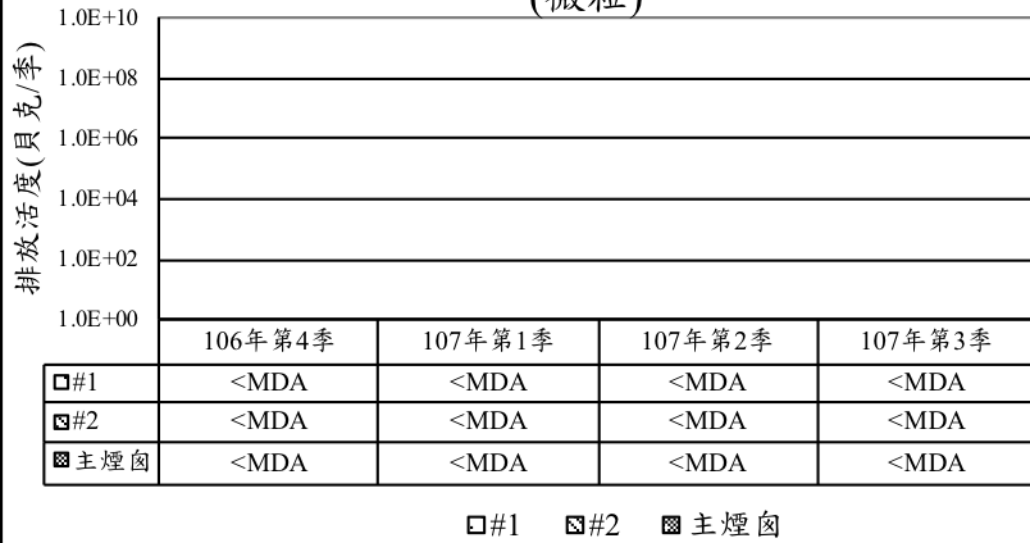 (微粒)
排放活度(貝克/季)
1.0E+10
1.0E+08
1.0E+06
1.0E+04
1.0E+02
1.0E+00
106年第4季 107年第1季 107年第2季 107年第3季
#1 <MDA <MDA <MDA <MDA
#2 <MDA <MDA <MDA <MDA
主煙囪 <MDA <MDA <MDA <MDA
#1 #2 主煙囪